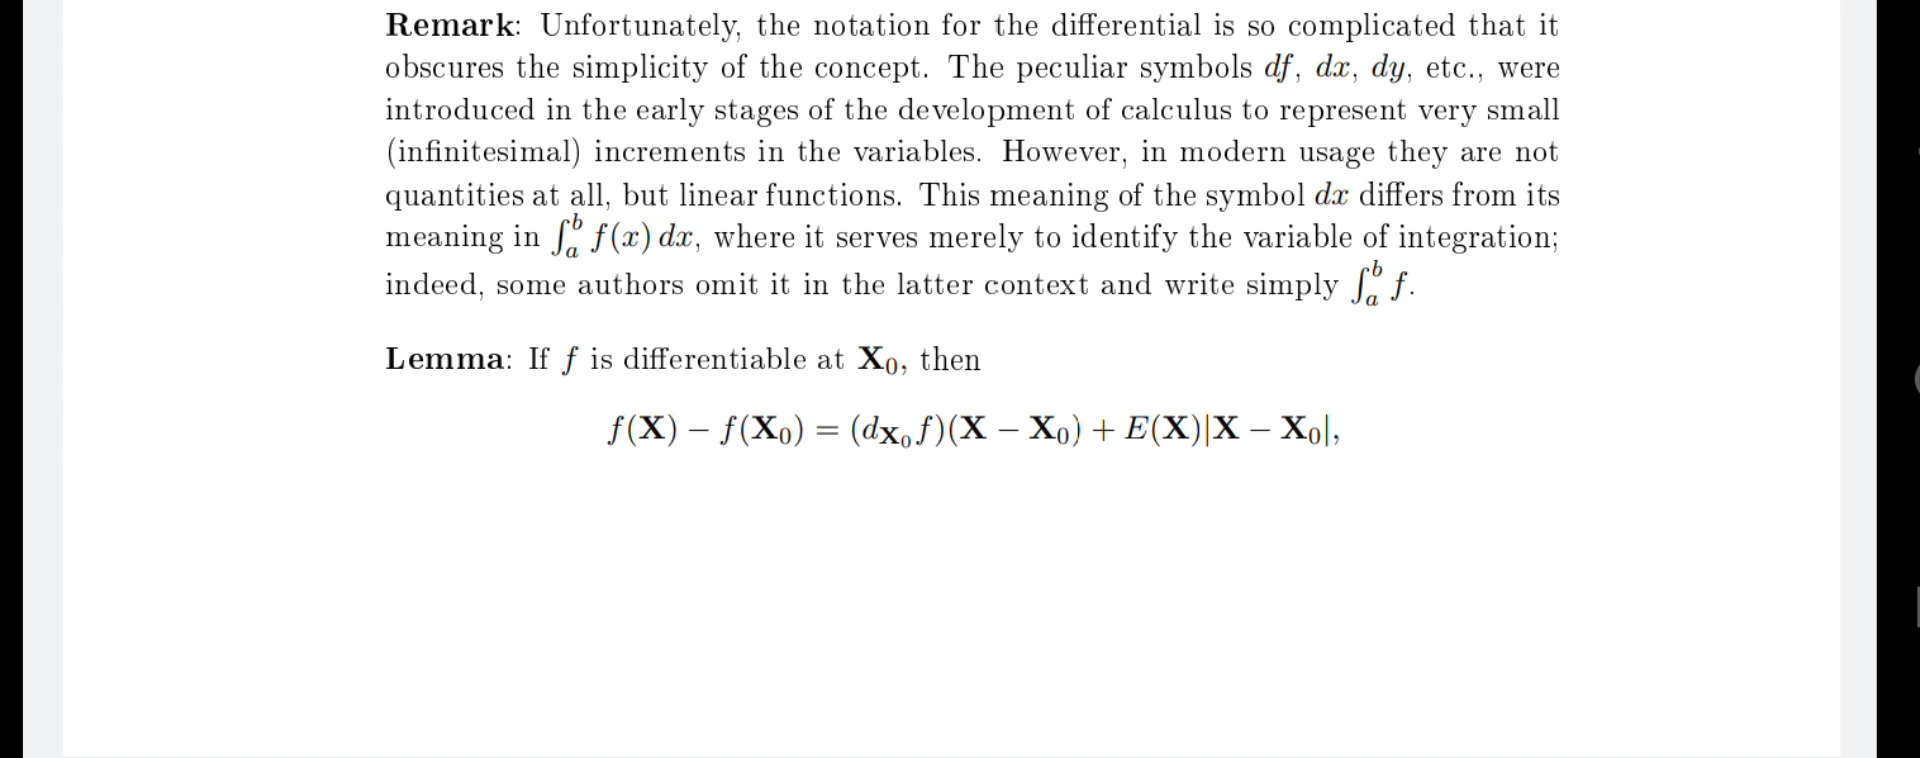 Remark: Unfortunately, the notation for the differential is so complicated that it
obscures the simplicity of the concept. The peculiar symbols df, dx, dy, etc., were
introduced in the early stages of the development of calculus to represent very small
(infinitesimal) increments in the variables. However, in modern usage they are not
quantities at all, but linear functions. This meaning of the symbol dx differs from its
meaning in ∫ₐᵇ f(x) dx, where it serves merely to identify the variable of integration;
indeed, some authors omit it in the latter context and write simply ∫ₐᵇ f.
Lemma: If f is differentiable at X₀, then
f(X) − f(X₀) = (d_X₀ f)(X − X₀) + E(X)|X − X₀|,